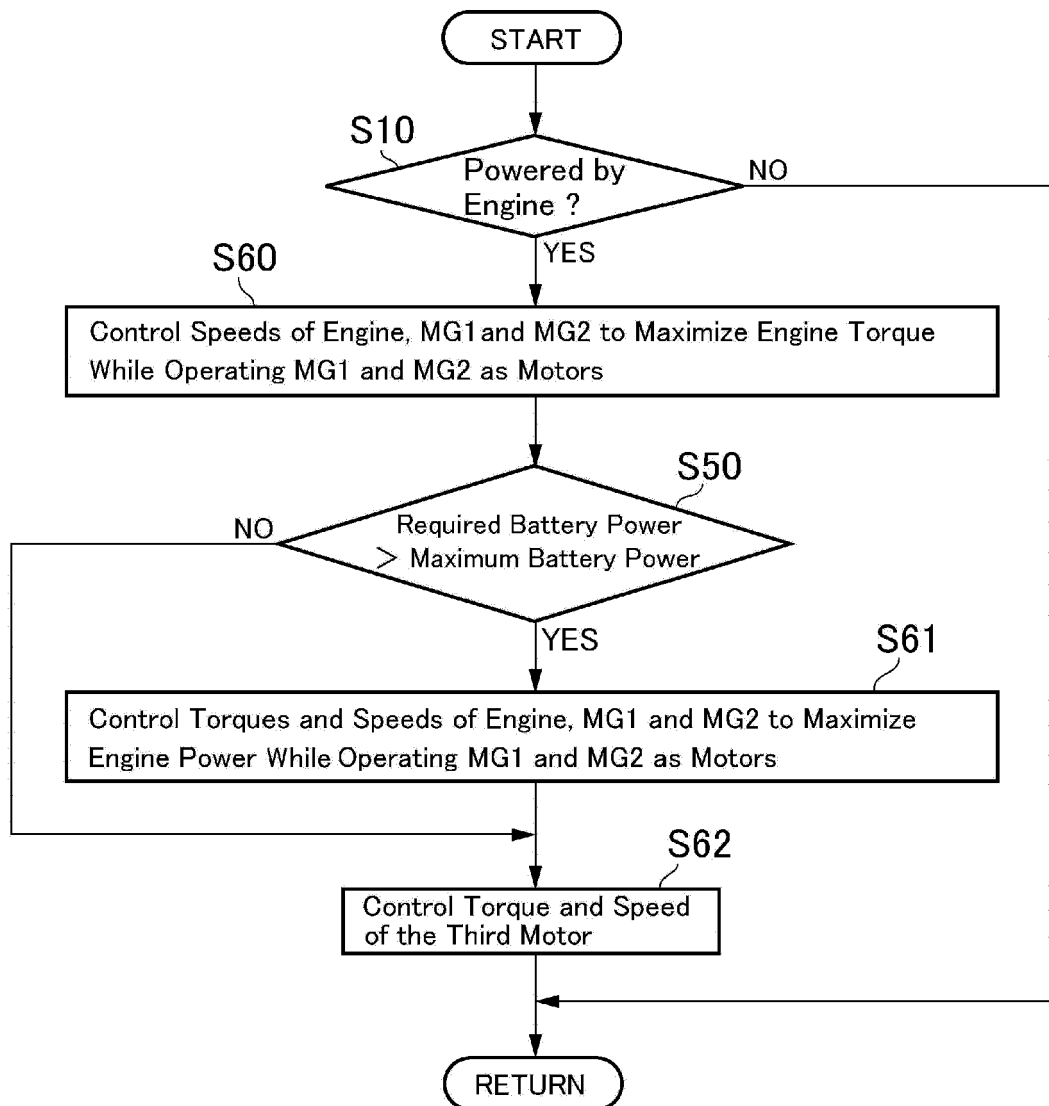 START
S10
Powered by
Engine ?
NO
YES
S60
Control Speeds of Engine, MG1 and MG2 to Maximize Engine Torque
While Operating MG1 and MG2 as Motors
S50
NO
Required Battery Power
> Maximum Battery Power
YES
S61
Control Torques and Speeds of Engine, MG1 and MG2 to Maximize
Engine Power While Operating MG1 and MG2 as Motors
S62
Control Torque and Speed
of the Third Motor
RETURN